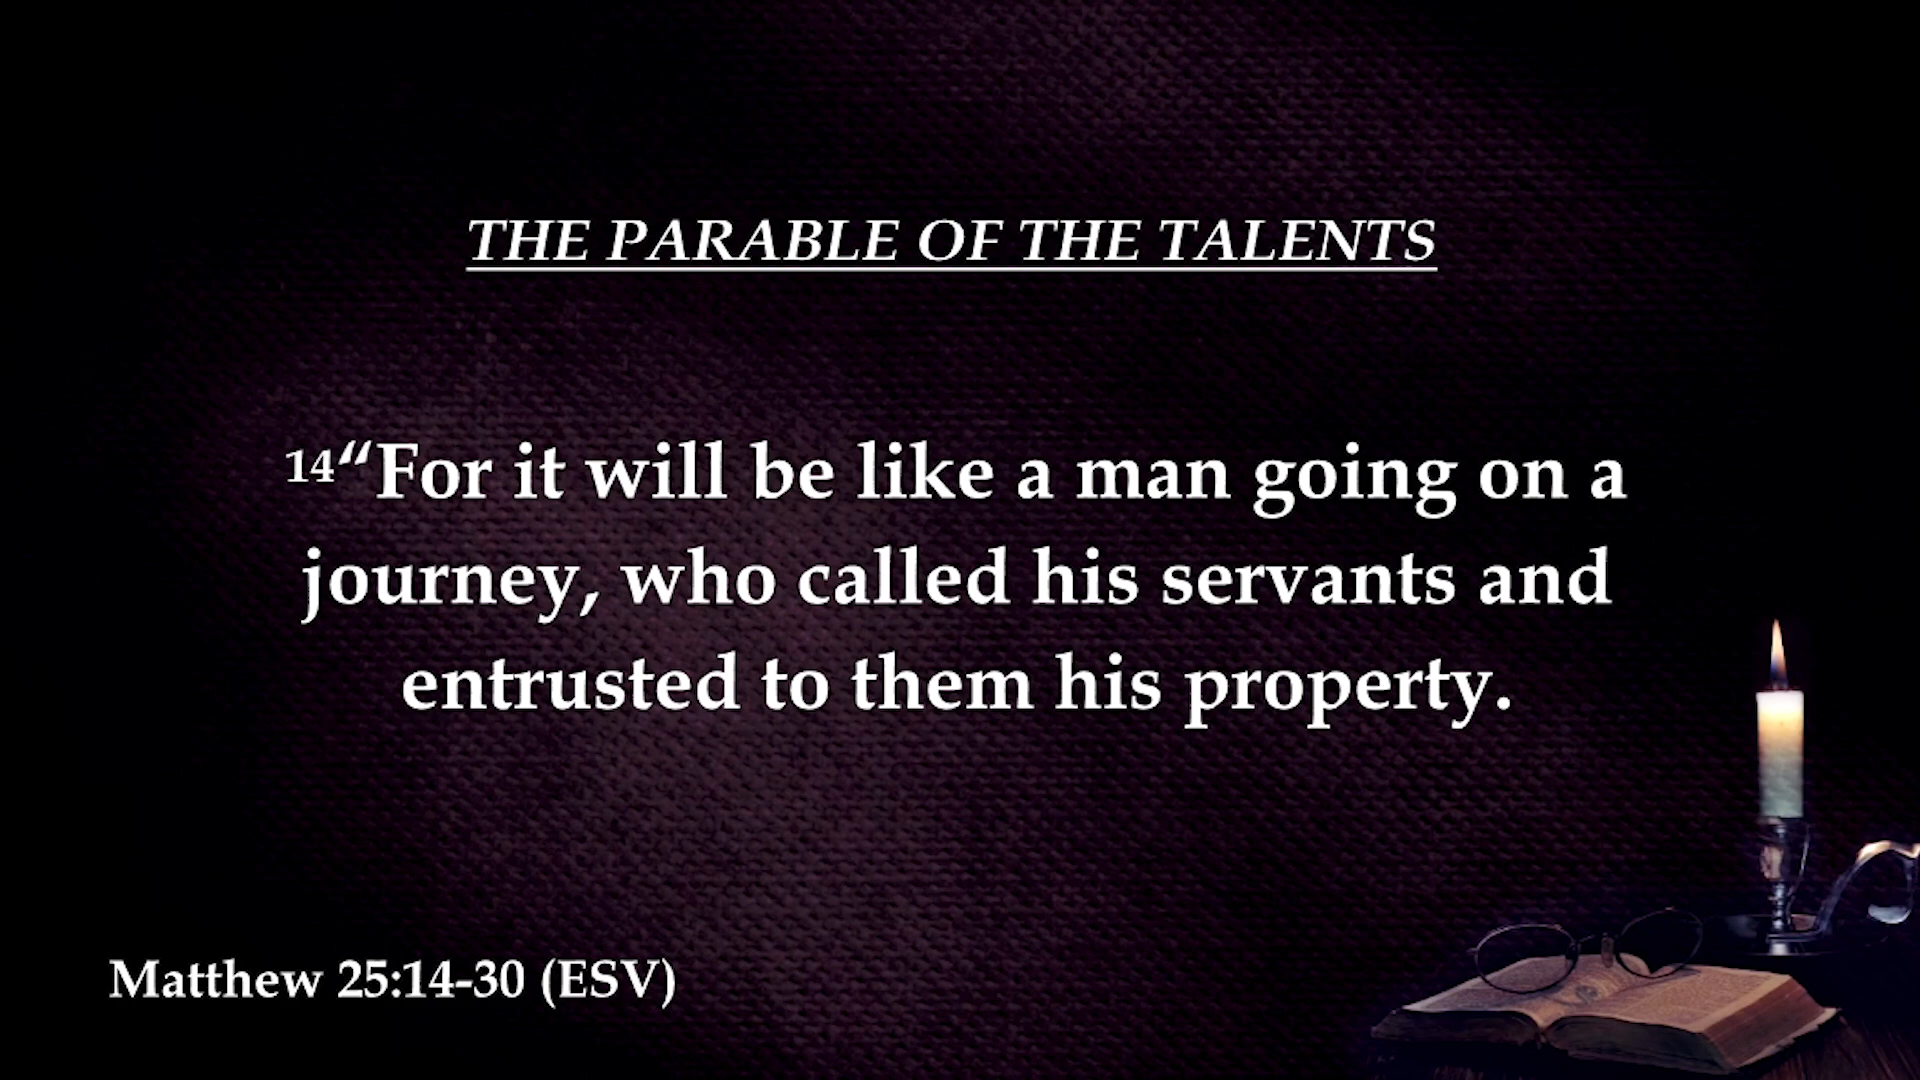 THE PARABLE OF THE TALENTS
14“For it will be like a man going on a
journey, who called his servants and
entrusted to them his property.
Matthew 25:14-30 (ESV)